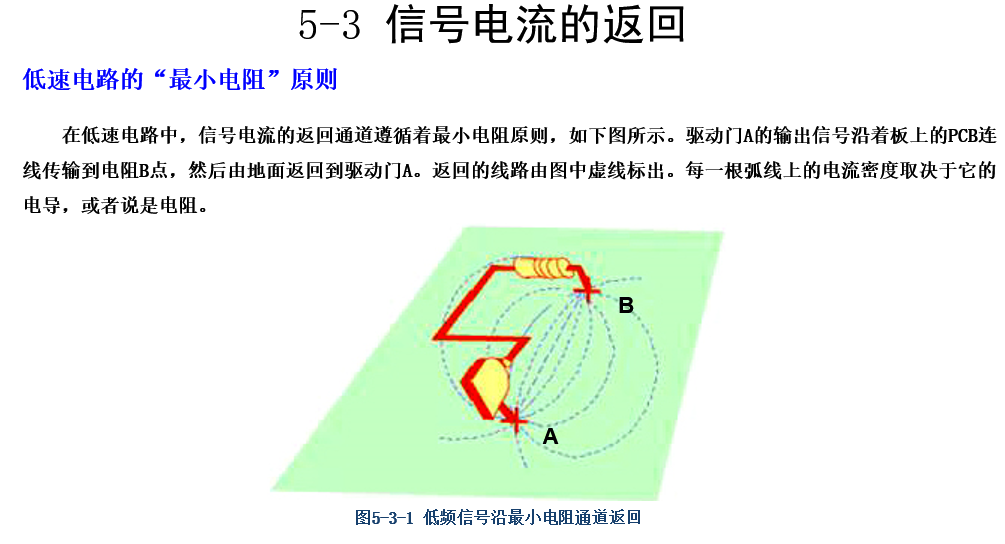 5-3 信号电流的返回
低速电路的“最小电阻”原则
在低速电路中，信号电流的返回通道遵循着最小电阻原则，如下图所示。驱动门A的输出信号沿着板上的PCB连
线传输到电阻B点，然后由地面返回到驱动门A。返回的线路由图中虚线标出。每一根弧线上的电流密度取决于它的
电导，或者说是电阻。
B
A
图5-3-1 低频信号沿最小电阻通道返回